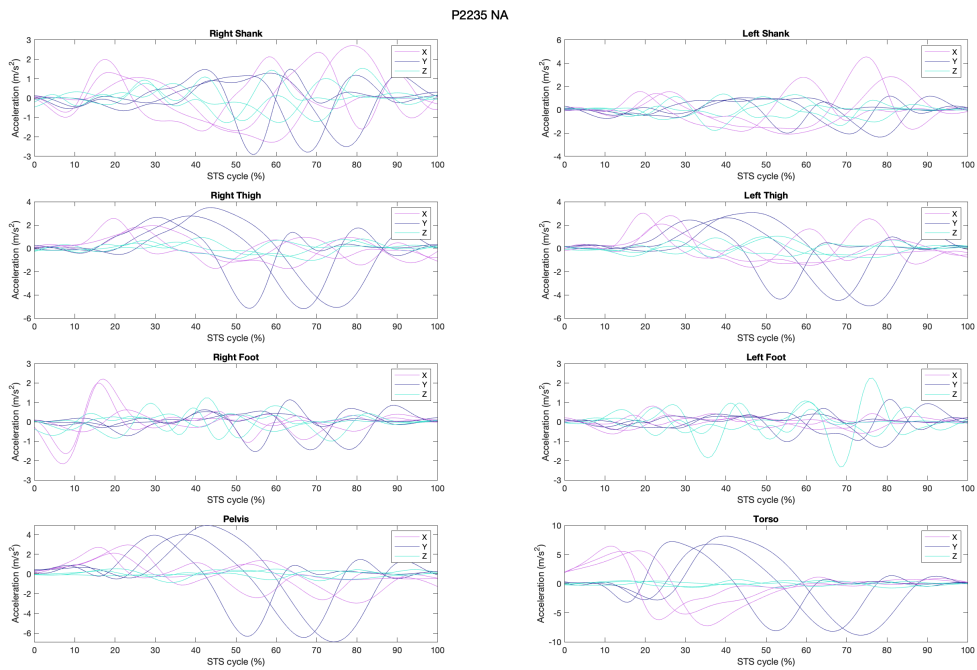 P2235 NA
Right Shank
Acceleration (m/s²)
3
2
1
0
-1
-2
-3
0 10 20 30 40 50 60 70 80 90 100
STS cycle (%)
X
Y
Z
Left Shank
Acceleration (m/s²)
6
4
2
0
-2
-4
0 10 20 30 40 50 60 70 80 90 100
STS cycle (%)
X
Y
Z
Right Thigh
Acceleration (m/s²)
4
2
0
-2
-4
-6
0 10 20 30 40 50 60 70 80 90 100
STS cycle (%)
X
Y
Z
Left Thigh
Acceleration (m/s²)
4
2
0
-2
-4
-6
0 10 20 30 40 50 60 70 80 90 100
STS cycle (%)
X
Y
Z
Right Foot
Acceleration (m/s²)
3
2
1
0
-1
-2
-3
0 10 20 30 40 50 60 70 80 90 100
STS cycle (%)
X
Y
Z
Left Foot
Acceleration (m/s²)
3
2
1
0
-1
-2
-3
0 10 20 30 40 50 60 70 80 90 100
STS cycle (%)
X
Y
Z
Pelvis
Acceleration (m/s²)
4
2
0
-2
-4
-6
0 10 20 30 40 50 60 70 80 90 100
STS cycle (%)
X
Y
Z
Torso
Acceleration (m/s²)
10
5
0
-5
-10
0 10 20 30 40 50 60 70 80 90 100
STS cycle (%)
X
Y
Z